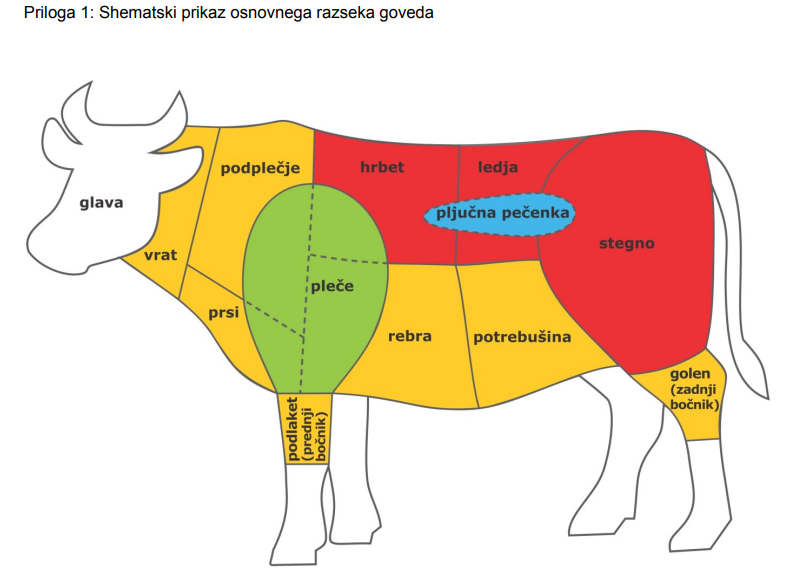 Priloga 1: Shematski prikaz osnovnega razseka goveda
podplečje
hrbet
ledja
glava
pljučna pečenka
stegno
vrat
pleče
prsi
rebra
potrebušina
golen
(zadnji
bočnik)
podlaket
(prednji
bočnik)